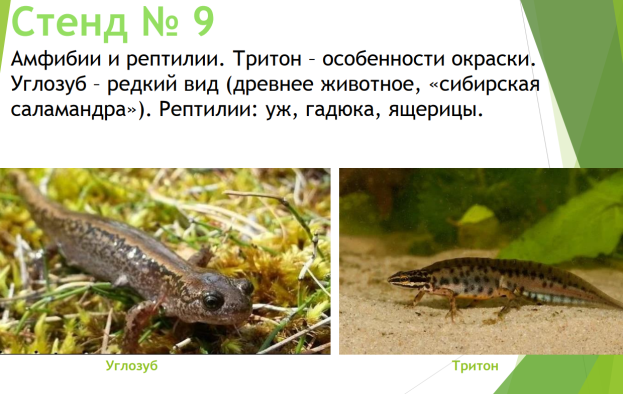 Стенд № 9
Амфибии и рептилии. Тритон – особенности окраски.
Углозуб – редкий вид (древнее животное, «сибирская
саламандра»). Рептилии: уж, гадюка, ящерицы.
Углозуб
Тритон